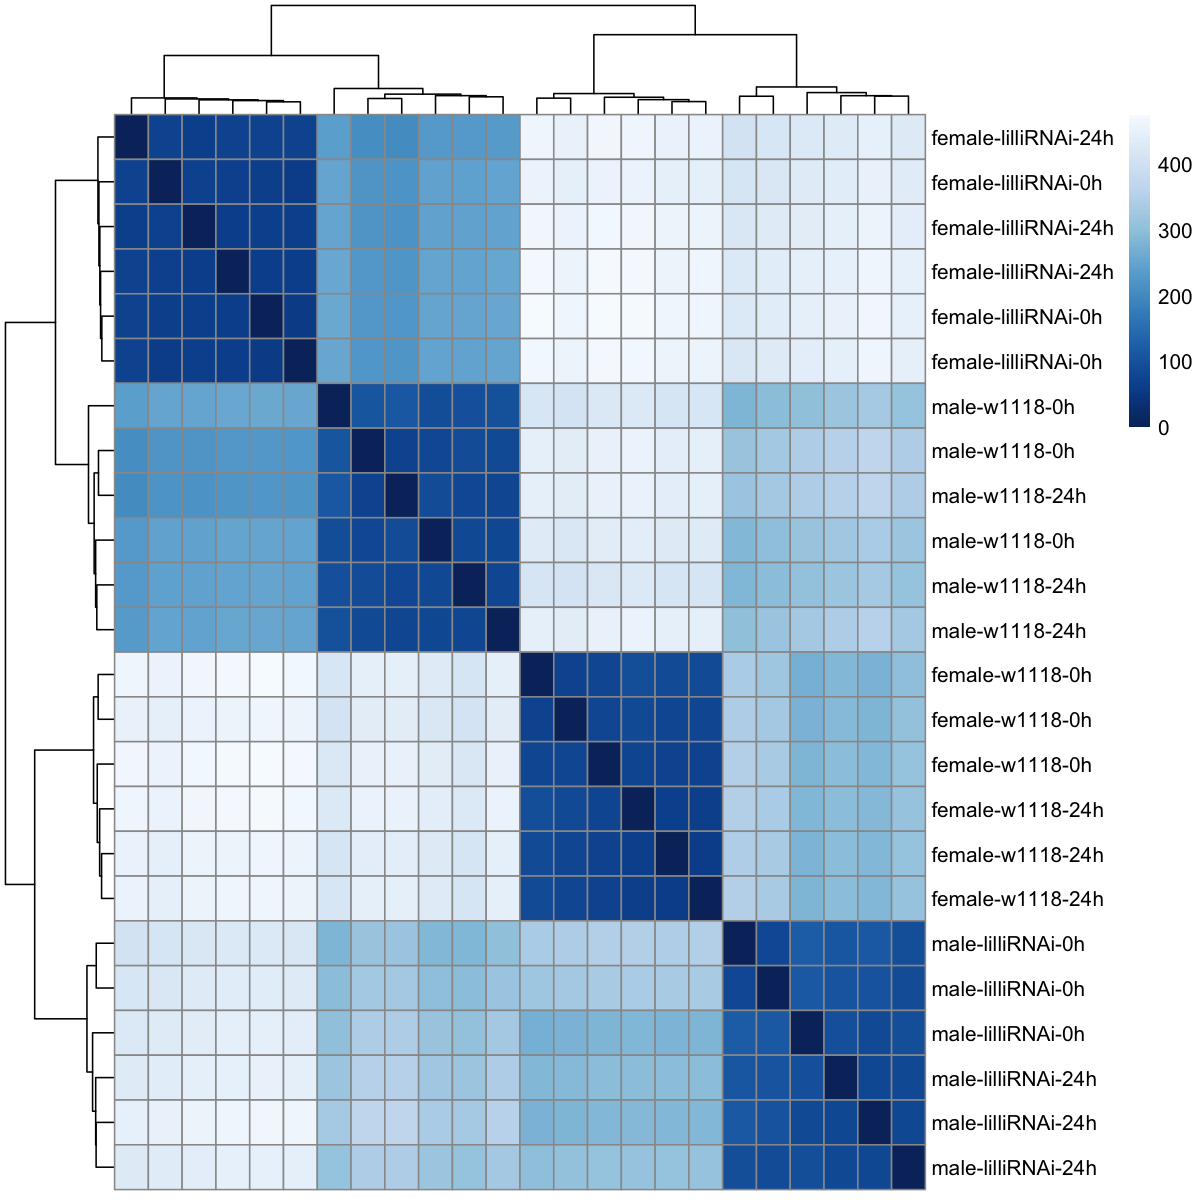 female-lilliRNAi-24h
female-lilliRNAi-0h
female-lilliRNAi-24h
female-lilliRNAi-24h
female-lilliRNAi-0h
female-lilliRNAi-0h
male-w1118-0h
male-w1118-0h
male-w1118-24h
male-w1118-0h
male-w1118-24h
male-w1118-24h
female-w1118-0h
female-w1118-0h
female-w1118-0h
female-w1118-24h
female-w1118-24h
female-w1118-24h
male-lilliRNAi-0h
male-lilliRNAi-0h
male-lilliRNAi-0h
male-lilliRNAi-24h
male-lilliRNAi-24h
male-lilliRNAi-24h
400
300
200
100
0